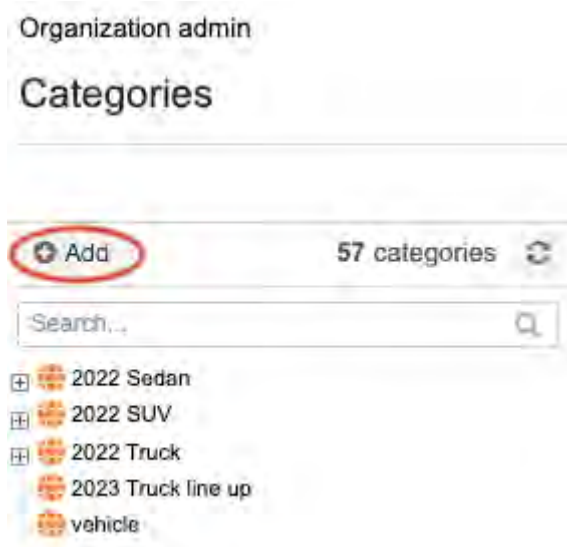 Organization admin
Categories
Add 57 categories
Search...
2022 Sedan
2022 SUV
2022 Truck
2023 Truck line up
vehicle